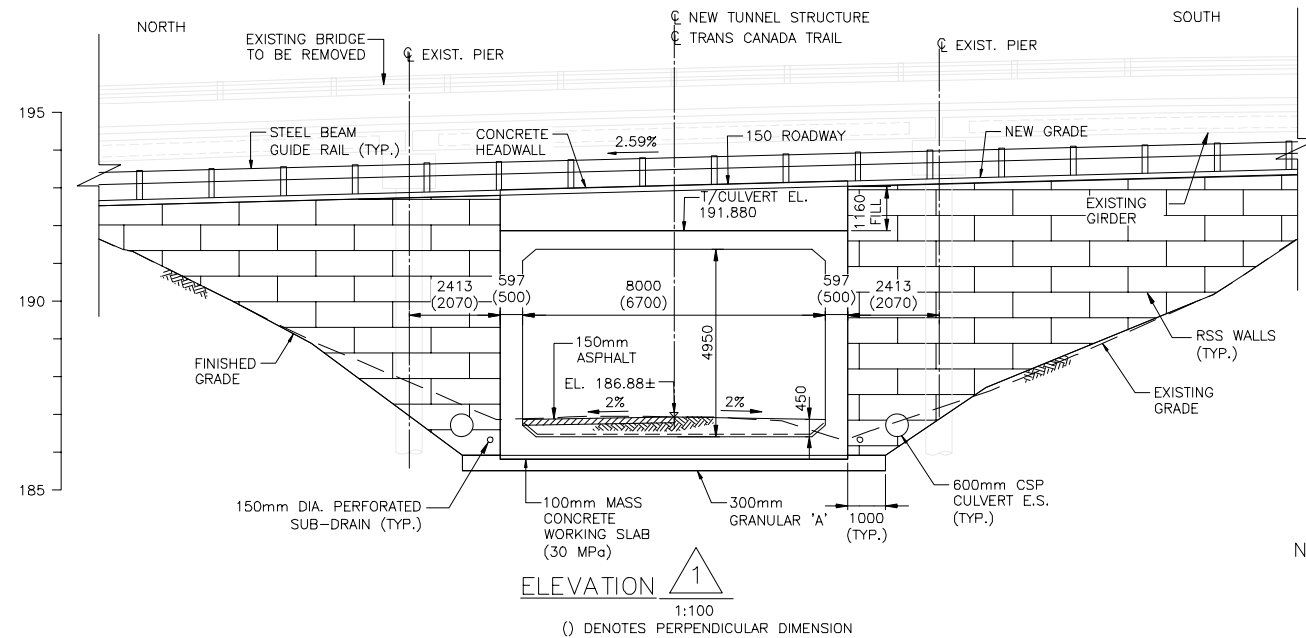 NORTH
℄ NEW TUNNEL STRUCTURE
℄ TRANS CANADA TRAIL
SOUTH
EXISTING BRIDGE
TO BE REMOVED
℄ EXIST. PIER
℄ EXIST. PIER
195
STEEL BEAM
GUIDE RAIL (TYP.)
CONCRETE
HEADWALL
2.59%
150 ROADWAY
NEW GRADE
T/CULVERT EL.
191.880
1160
FILL
EXISTING
GIRDER
190
2413
(2070)
597
(500)
8000
(6700)
597
(500)
2413
(2070)
4950
150mm
ASPHALT
EL. 186.88±
2%
2%
450
FINISHED
GRADE
RSS WALLS
(TYP.)
EXISTING
GRADE
185
150mm DIA. PERFORATED
SUB-DRAIN (TYP.)
100mm MASS
CONCRETE
WORKING SLAB
(30 MPa)
300mm
GRANULAR 'A'
1000
(TYP.)
600mm CSP
CULVERT E.S.
(TYP.)
N
ELEVATION 1
1:100
() DENOTES PERPENDICULAR DIMENSION